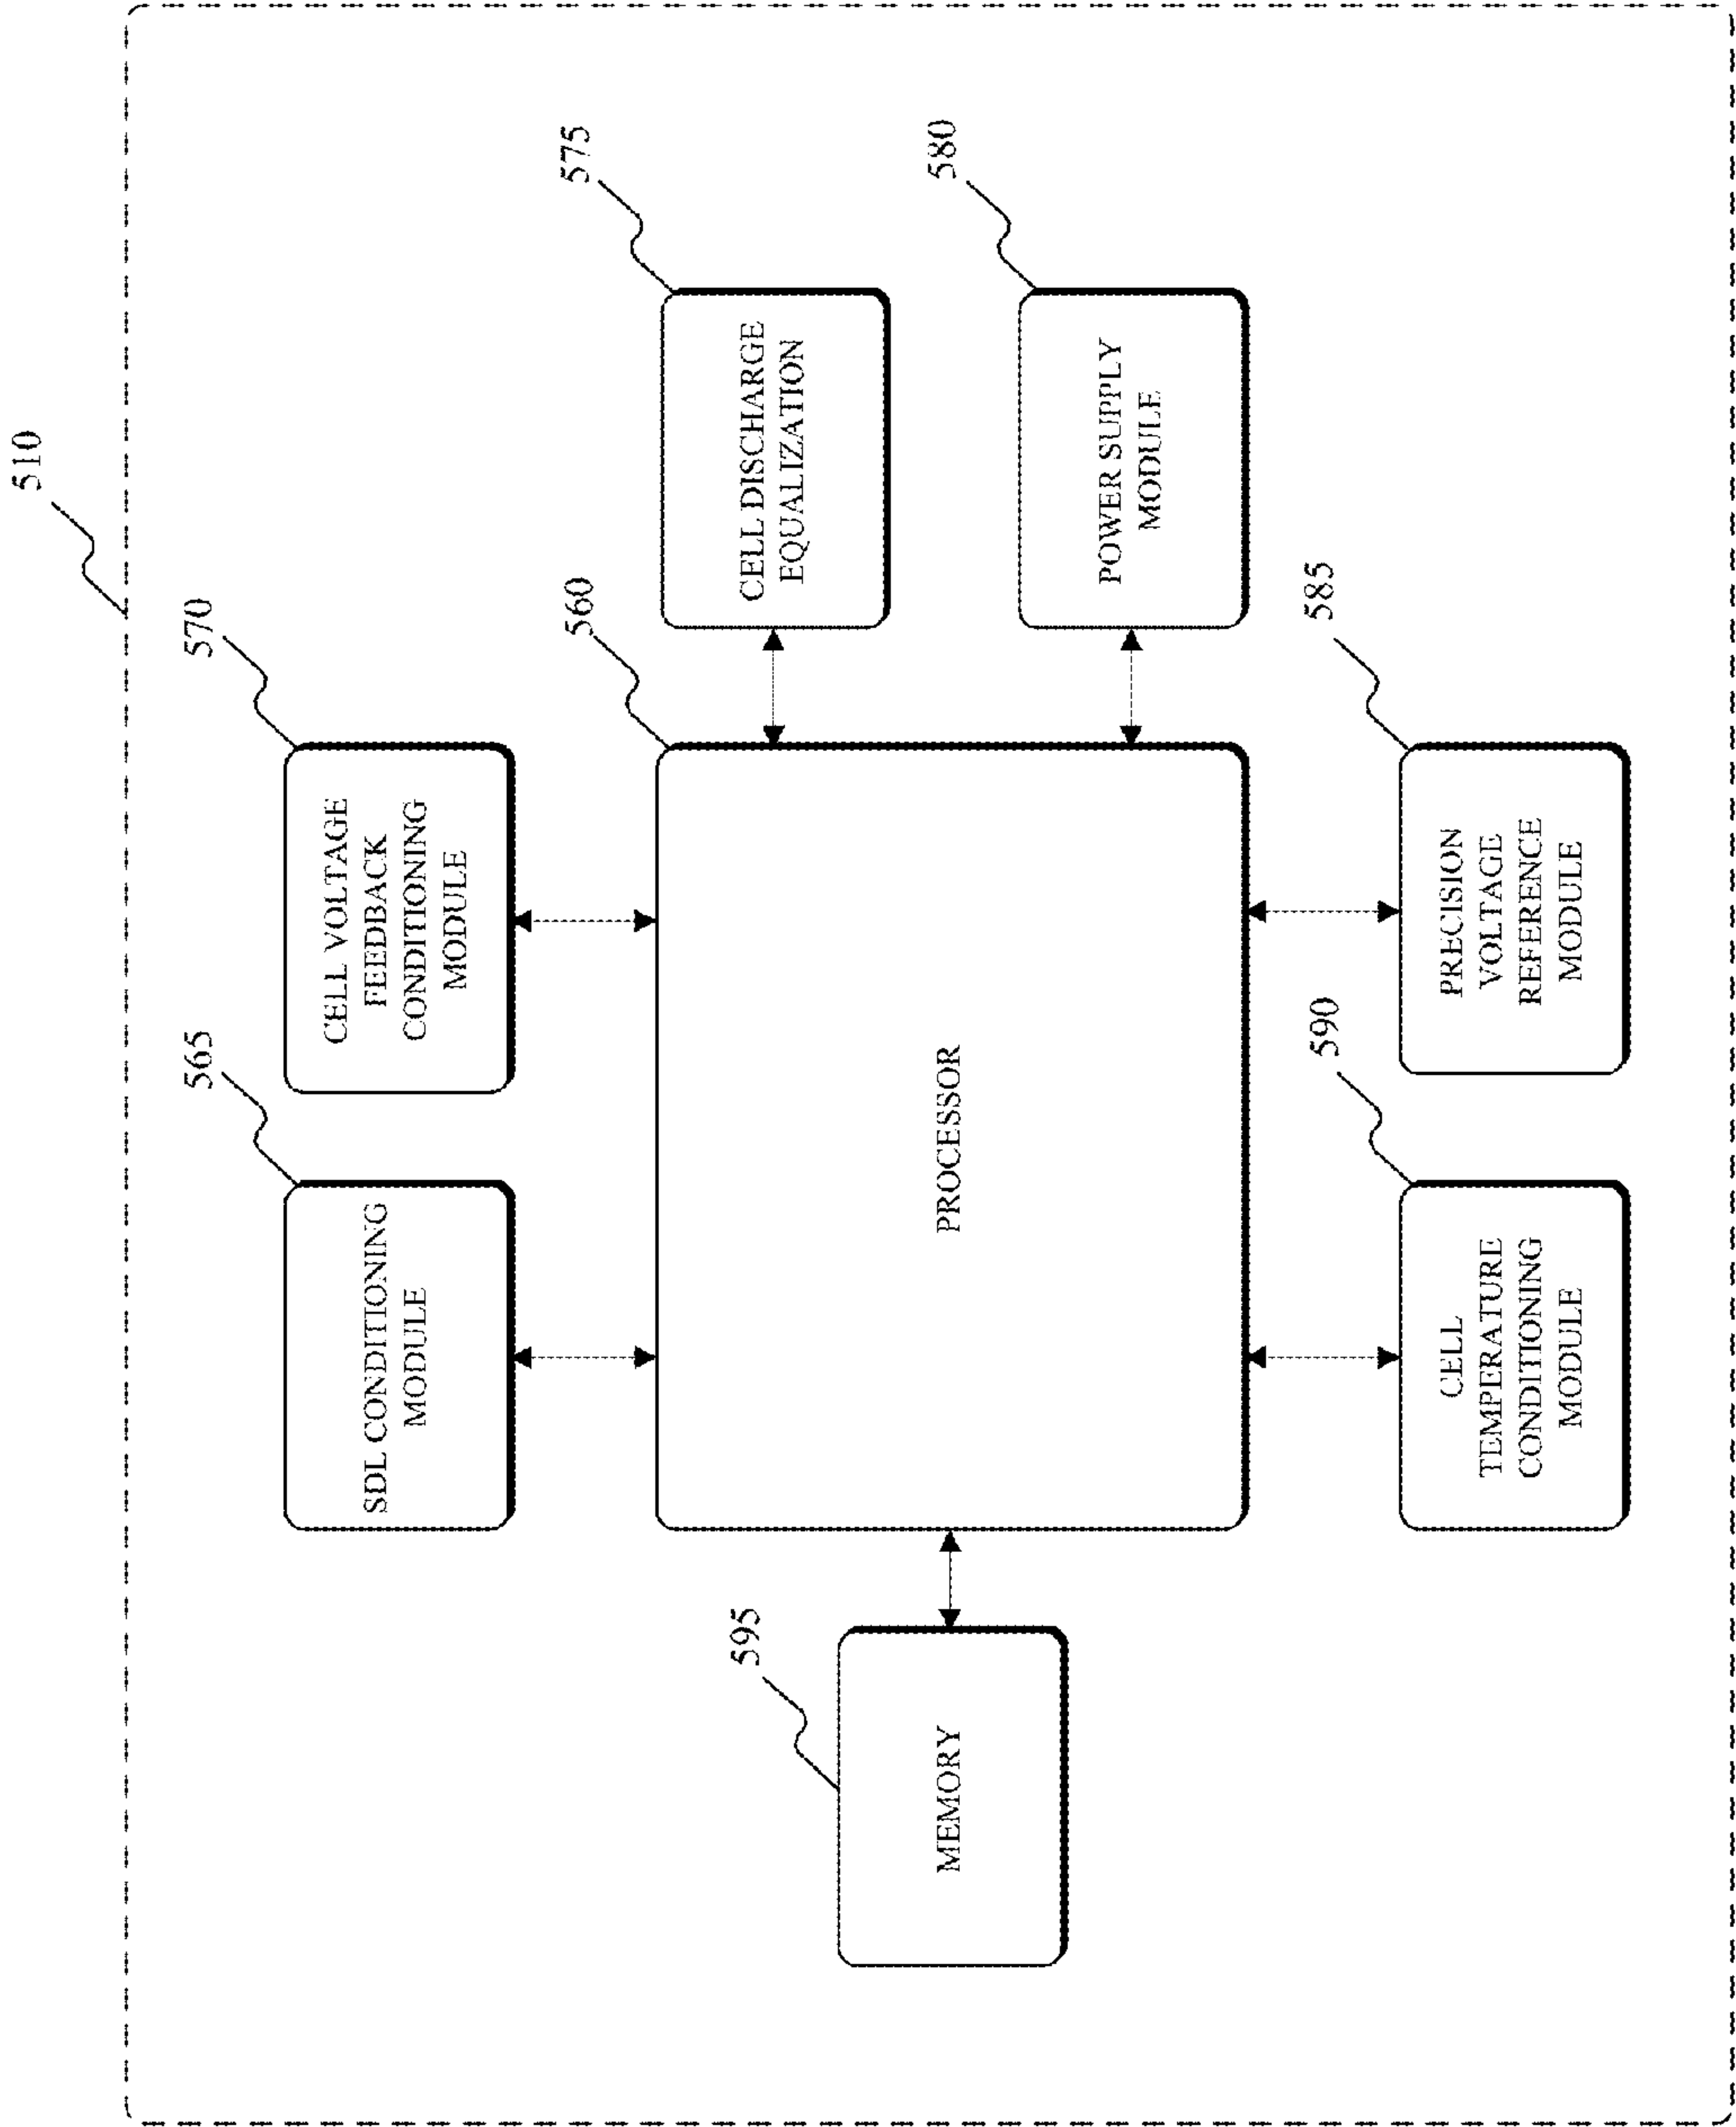 510
565
570
SDL CONDITIONING
MODULE
CELL VOLTAGE
FEEDBACK
CONDITIONING
MODULE
595
560
575
MEMORY
PROCESSOR
CELL DISCHARGE
EQUALIZATION
580
POWER SUPPLY
MODULE
590
585
CELL
TEMPERATURE
CONDITIONING
MODULE
PRECISION
VOLTAGE
REFERENCE
MODULE